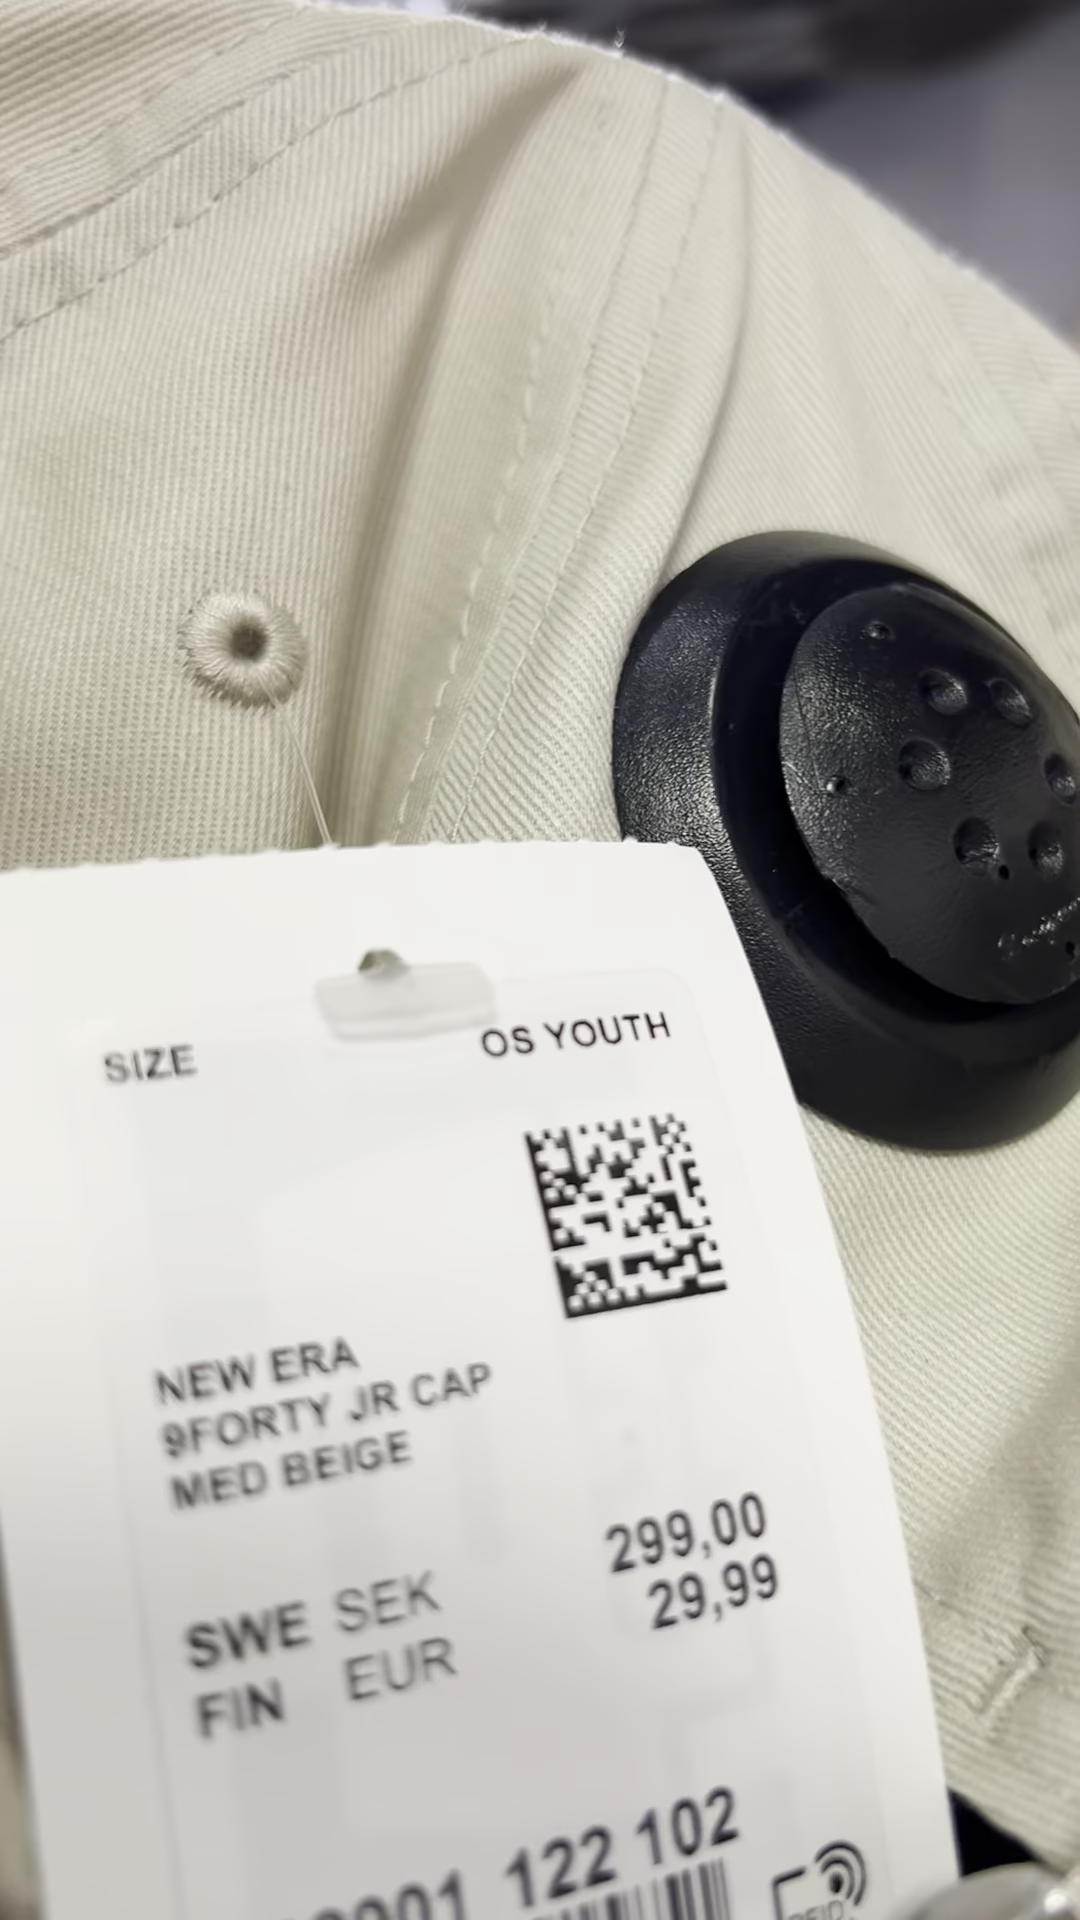 SIZE OS YOUTH
NEW ERA
9FORTY JR CAP
MED BEIGE
SWE SEK 299,00
FIN EUR 29,99
122 102
RFID